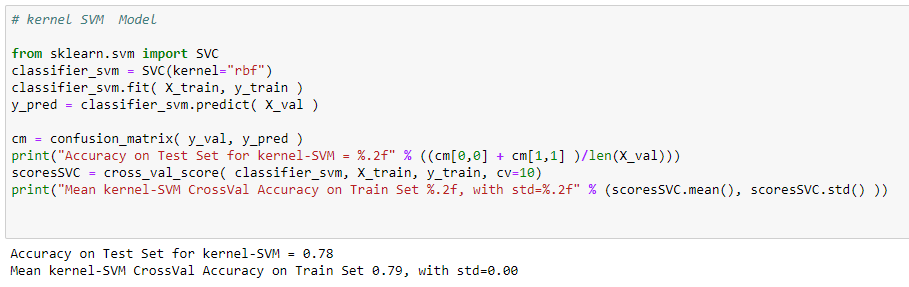 # kernel SVM  Model
from sklearn.svm import SVC
classifier_svm = SVC(kernel="rbf")
classifier_svm.fit( X_train, y_train )
y_pred = classifier_svm.predict( X_val )
cm = confusion_matrix( y_val, y_pred )
print("Accuracy on Test Set for kernel-SVM = %.2f" % ((cm[0,0] + cm[1,1] )/len(X_val)))
scoresSVC = cross_val_score( classifier_svm, X_train, y_train, cv=10)
print("Mean kernel-SVM CrossVal Accuracy on Train Set %.2f, with std=%.2f" % (scoresSVC.mean(), scoresSVC.std() ))
Accuracy on Test Set for kernel-SVM = 0.78
Mean kernel-SVM CrossVal Accuracy on Train Set 0.79, with std=0.00